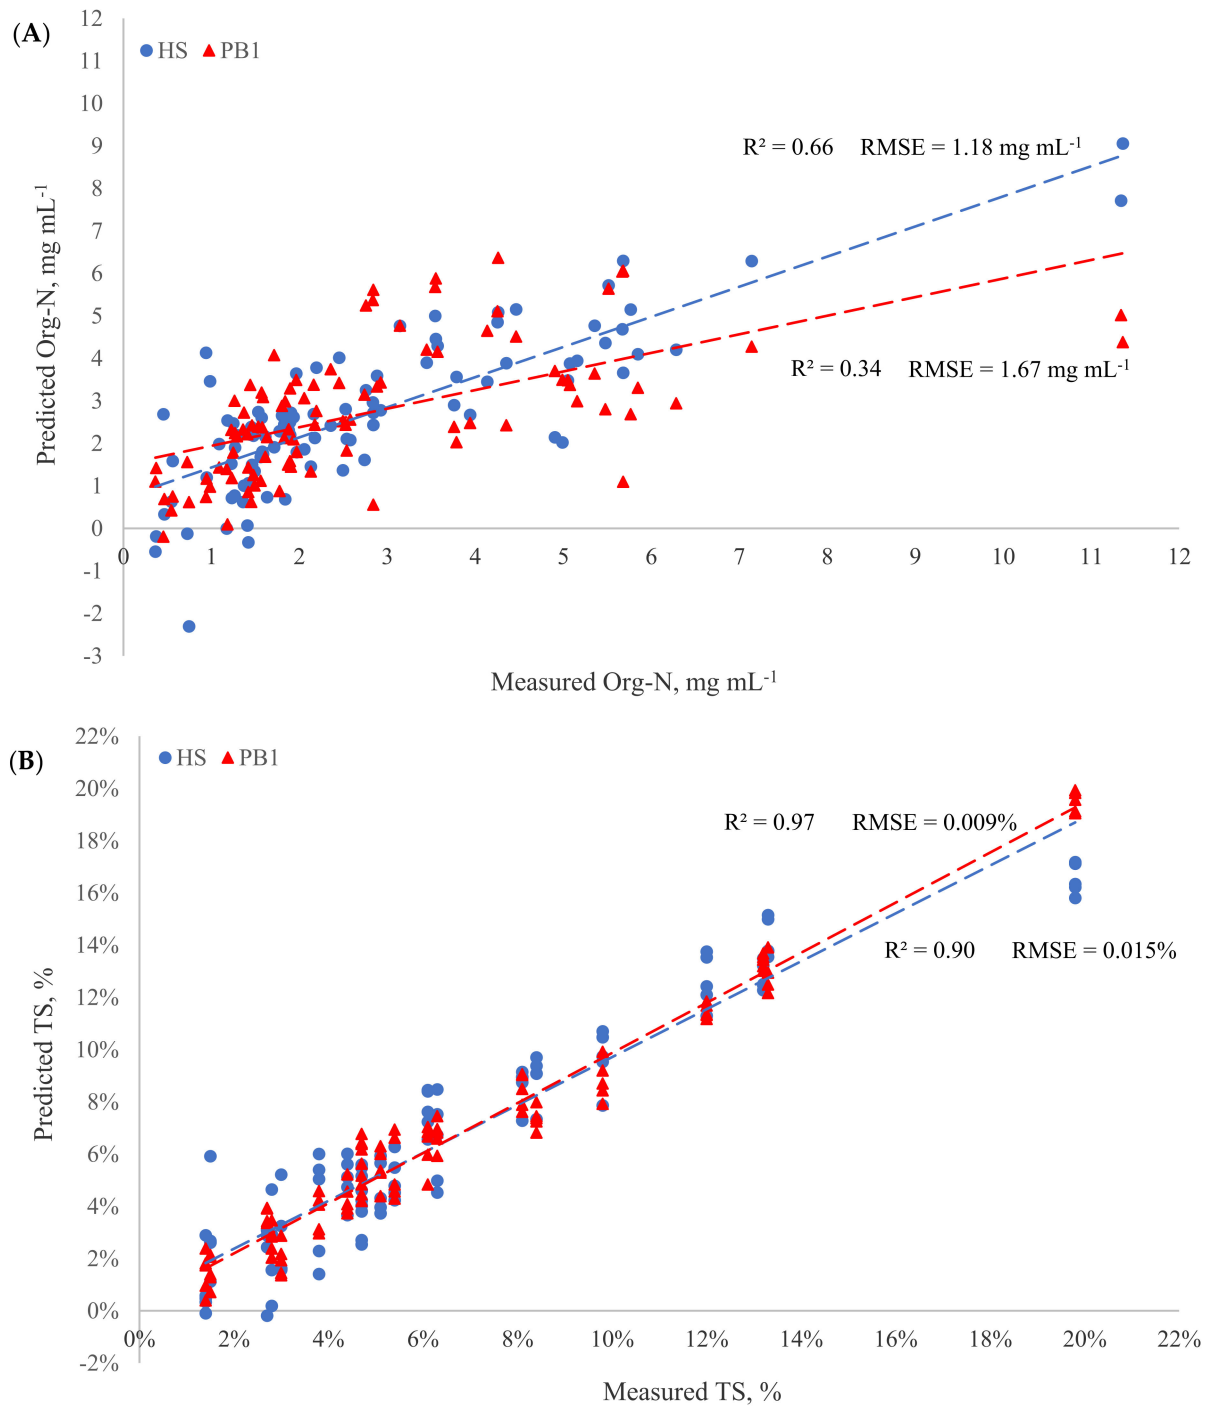 (A)
HS PB1
12
11
10
9
8
7
6
5
4
3
2
1
0
-1
-2
-3
Predicted Org-N, mg mL⁻¹
R² = 0.66 RMSE = 1.18 mg mL⁻¹
R² = 0.34 RMSE = 1.67 mg mL⁻¹
0 1 2 3 4 5 6 7 8 9 10 11 12
Measured Org-N, mg mL⁻¹
(B)
HS PB1
22%
20%
18%
16%
14%
12%
10%
8%
6%
4%
2%
0%
-2%
Predicted TS, %
R² = 0.97 RMSE = 0.009%
R² = 0.90 RMSE = 0.015%
0% 2% 4% 6% 8% 10% 12% 14% 16% 18% 20% 22%
Measured TS, %